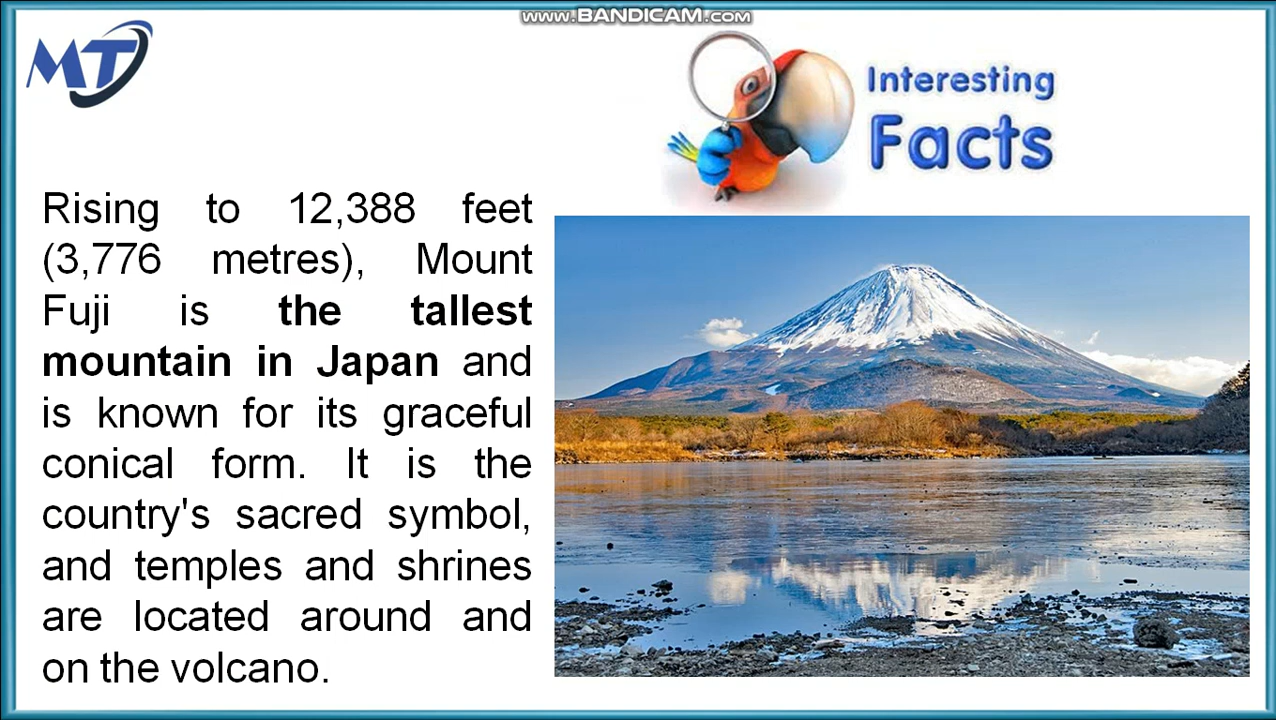 www.BANDICAM.com
MT
Interesting
Facts
Rising to 12,388 feet
(3,776 metres), Mount
Fuji is the tallest
mountain in Japan and
is known for its graceful
conical form. It is the
country's sacred symbol,
and temples and shrines
are located around and
on the volcano.